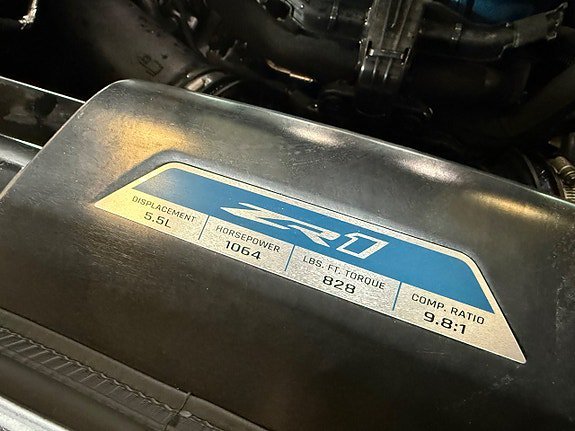 ZR1
DISPLACEMENT
5.5L
HORSEPOWER
1064
LBS. FT. TORQUE
828
COMP. RATIO
9.8:1